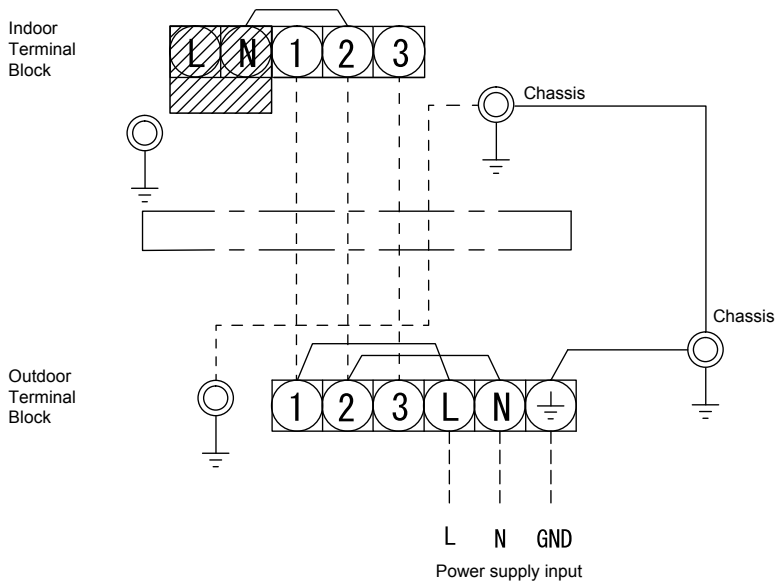 Indoor
Terminal
Block
L N 1 2 3
Chassis
Chassis
Outdoor
Terminal
Block
1 2 3 L N
L N GND
Power supply input